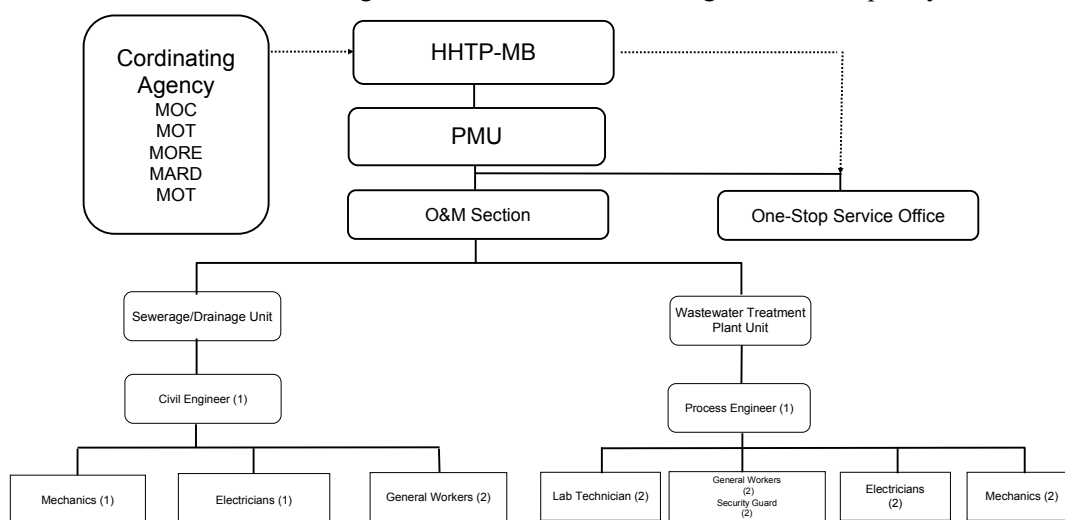 Cordinating
Agency
MOC
MOT
MORE
MARD
MOT
HHTP-MB
PMU
O&M Section
One-Stop Service Office
Sewerage/Drainage Unit
Wastewater Treatment
Plant Unit
Civil Engineer (1)
Process Engineer (1)
Mechanics (1)
Electricians (1)
General Workers (2)
Lab Technician (2)
General Workers
(2)
Security Guard
(2)
Electricians
(2)
Mechanics (2)